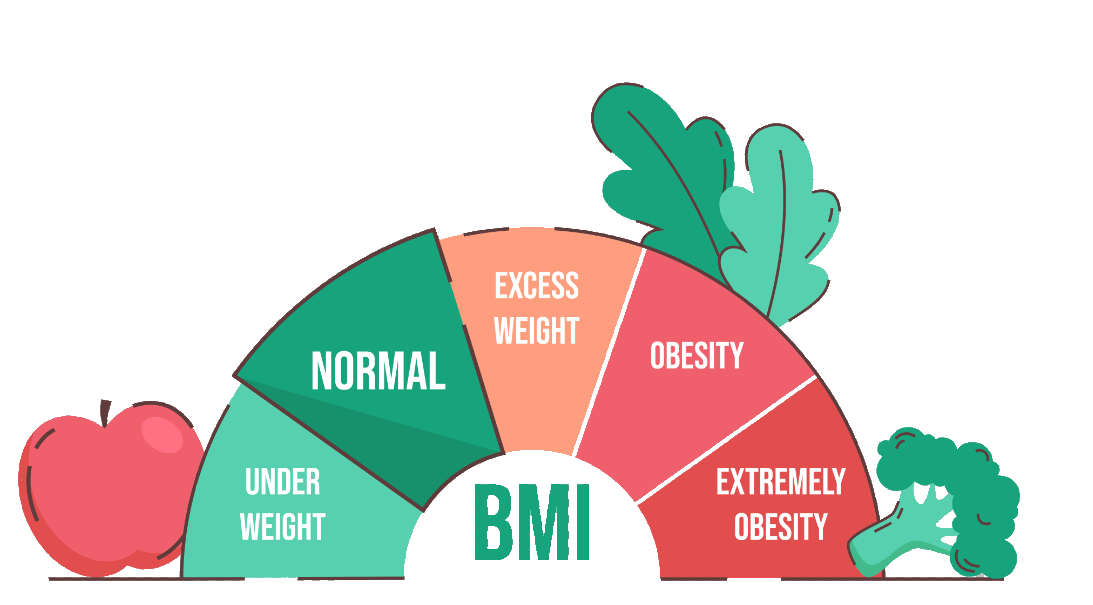 UNDER
WEIGHT
NORMAL
EXCESS
WEIGHT
OBESITY
EXTREMELY
OBESITY
BMI